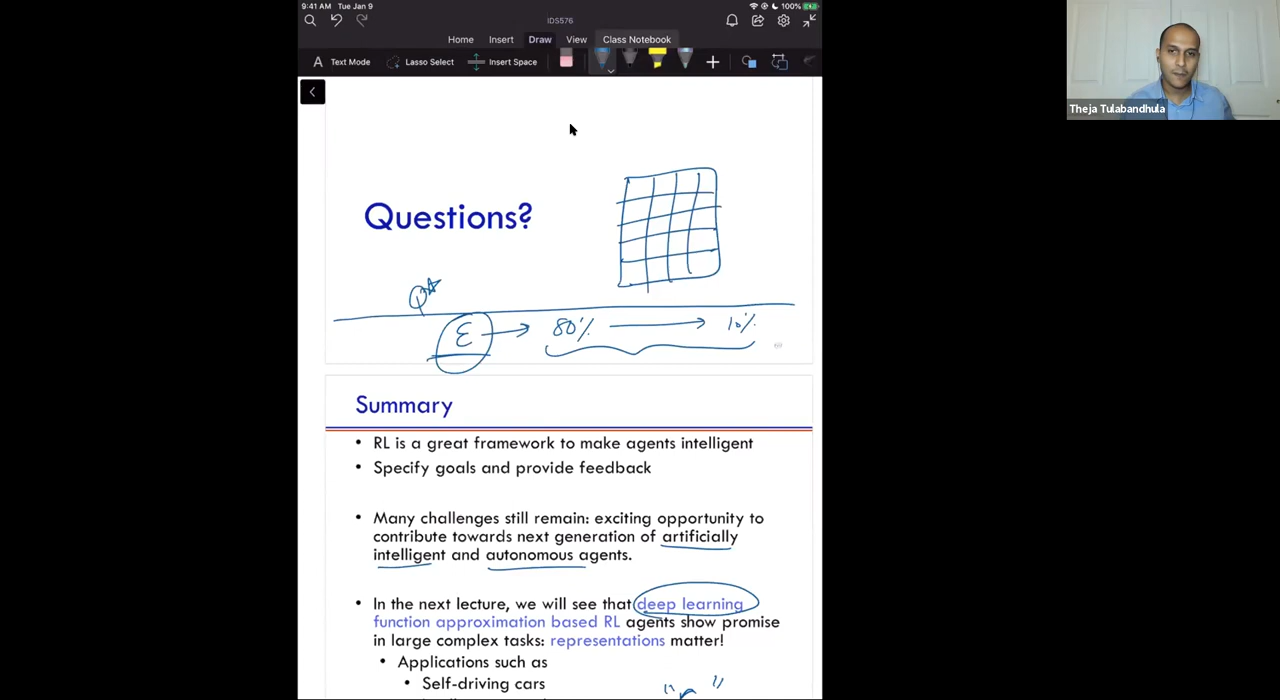 9:41 AM Tue Jan 9
100%
IDS576
Home Insert Draw View Class Notebook
Text Mode Lasso Select Insert Space
Theja Tulabandhula
Questions?
Q*
ε → 80% → 10%
Summary
• RL is a great framework to make agents intelligent
• Specify goals and provide feedback
• Many challenges still remain: exciting opportunity to
contribute towards next generation of artificially
intelligent and autonomous agents.
• In the next lecture, we will see that deep learning
function approximation based RL agents show promise
in large complex tasks: representations matter!
• Applications such as
• Self-driving cars